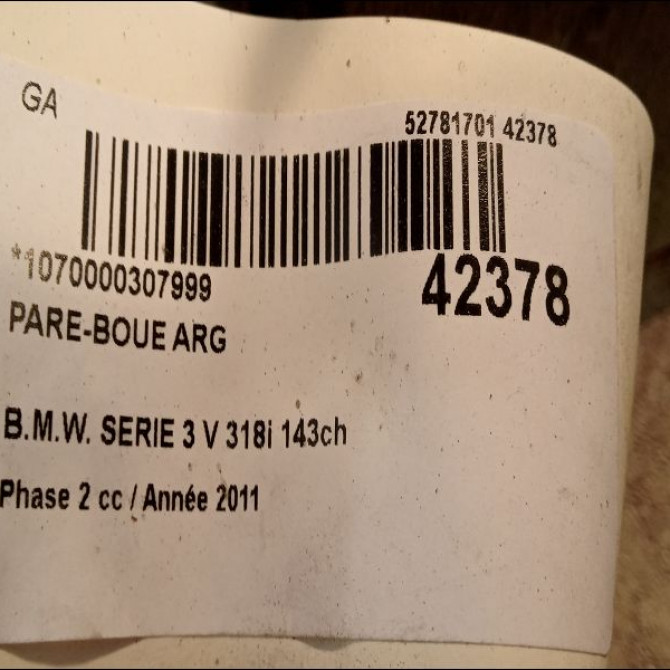 GA
52781701 42378
*1070000307999
42378
PARE-BOUE ARG
B.M.W. SERIE 3 V 318i 143ch
Phase 2 cc / Année 2011